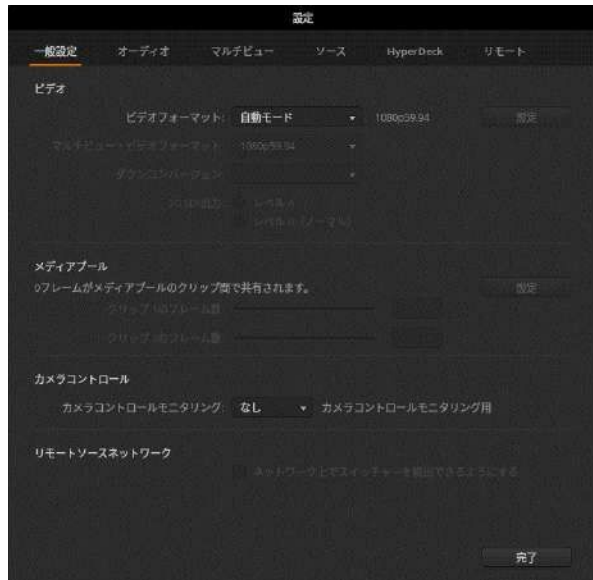 設定
一般設定 オーディオ マルチビュー ソース HyperDeck リモート
ビデオ
ビデオフォーマット: 自動モード 1080p59.94 設定
マルチビュー・ビデオフォーマット 1080p59.94
ダウンコンバージョン
3G SDI出力 レベル A
レベル B (ノーマル)
メディアプール
0フレームがメディアプールのクリップ間で共有されます。 設定
クリップ 1のフレーム数
クリップ 2のフレーム数
カメラコントロール
カメラコントロールモニタリング: なし カメラコントロールモニタリング用
リモートソースネットワーク
ネットワーク上でスイッチャーを検出できるようにする
完了